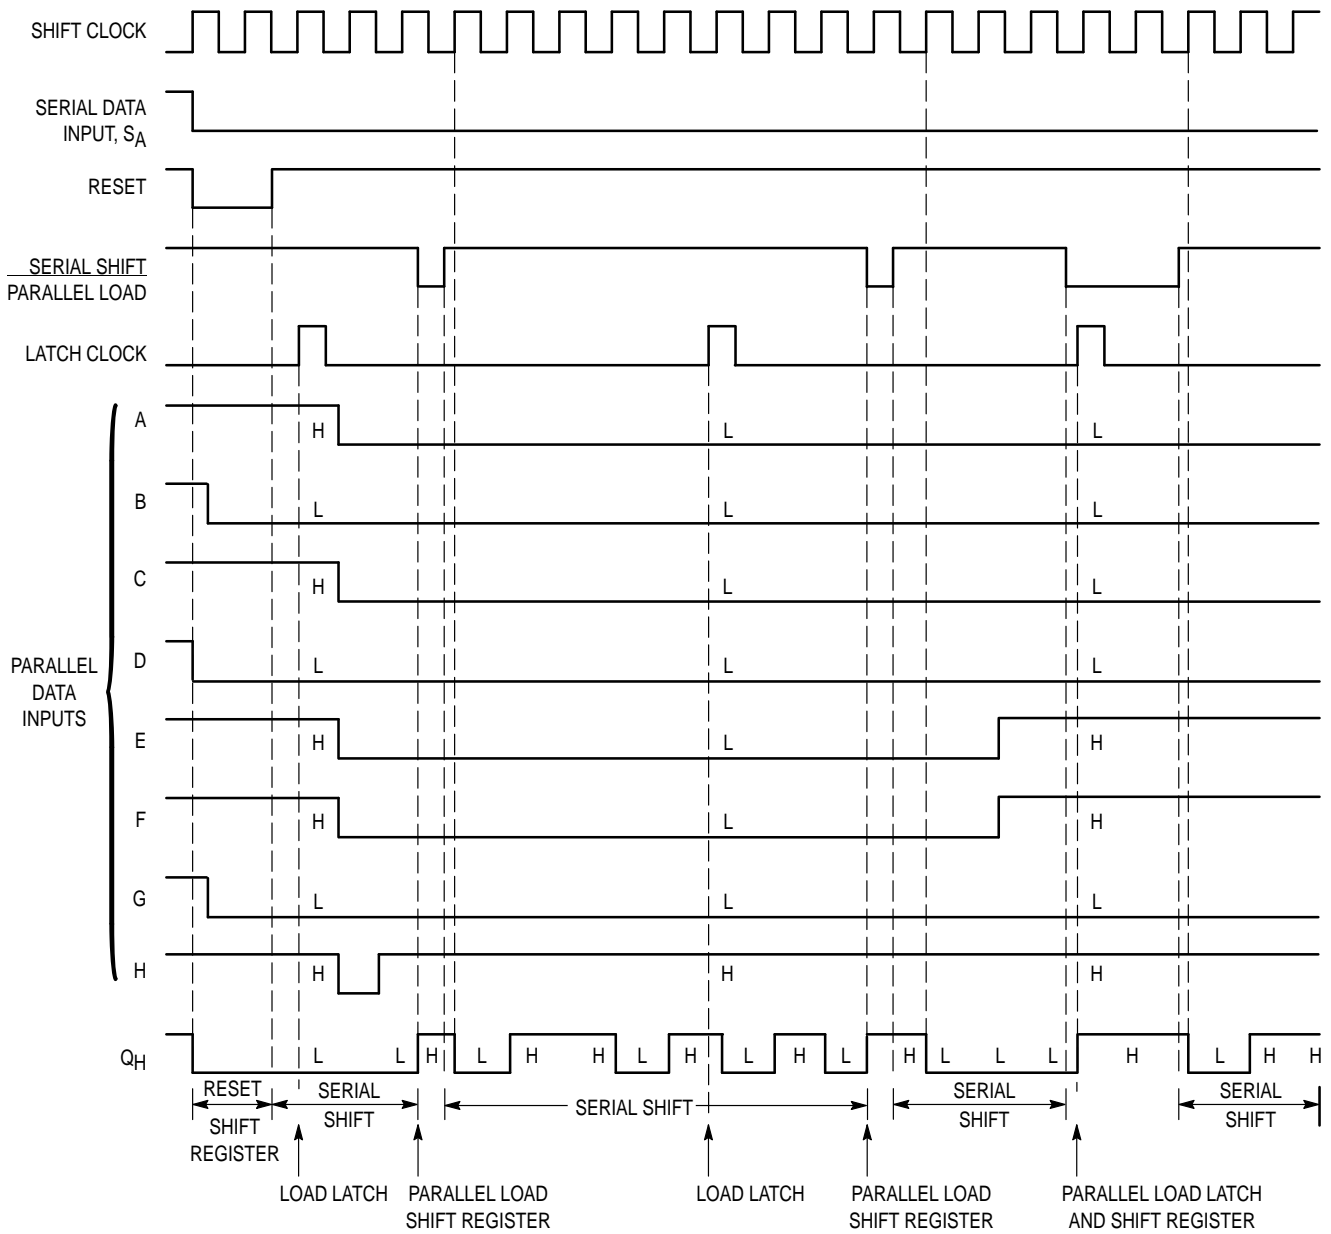 SHIFT CLOCK
SERIAL DATA
INPUT, SA
RESET
SERIAL SHIFT
PARALLEL LOAD
LATCH CLOCK
A
H L L
B
L L L
C
H L L
PARALLEL
DATA
INPUTS
D
L L L
E
H L H
F
H L H
G
L L L
H
H H H
QH
L L H L H H L H L H L H L L L H L H H
RESET
SHIFT
REGISTER
SERIAL
SHIFT
SERIAL SHIFT
SERIAL
SHIFT
SERIAL
SHIFT
LOAD LATCH
PARALLEL LOAD
SHIFT REGISTER
LOAD LATCH
PARALLEL LOAD
SHIFT REGISTER
PARALLEL LOAD LATCH
AND SHIFT REGISTER